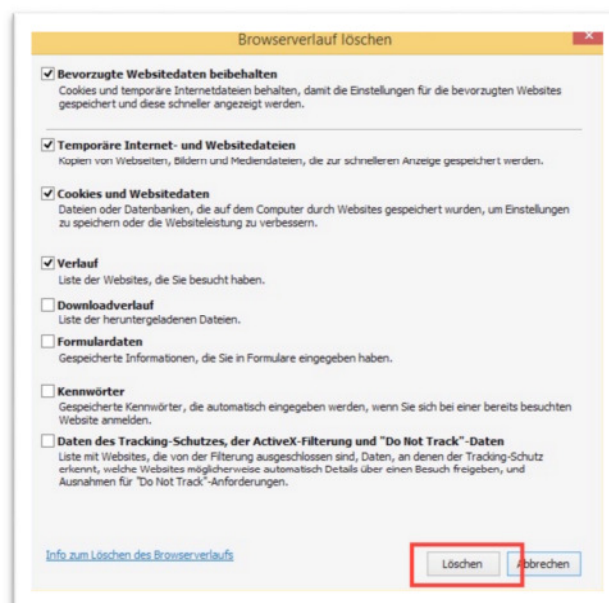 Browserverlauf löschen
Bevorzugte Websitedaten beibehalten
Cookies und temporäre Internetdateien behalten, damit die Einstellungen für die bevorzugten Websites
gespeichert und diese schneller angezeigt werden.
Temporäre Internet- und Websitedateien
Kopien von Webseiten, Bildern und Mediendateien, die zur schnelleren Anzeige gespeichert werden.
Cookies und Websitedaten
Dateien oder Datenbanken, die auf dem Computer durch Websites gespeichert wurden, um Einstellungen
zu speichern oder die Websiteleistung zu verbessern.
Verlauf
Liste der Websites, die Sie besucht haben.
Downloadverlauf
Liste der heruntergeladenen Dateien.
Formulardaten
Gespeicherte Informationen, die Sie in Formulare eingegeben haben.
Kennwörter
Gespeicherte Kennwörter, die automatisch eingegeben werden, wenn Sie sich bei einer bereits besuchten
Website anmelden.
Daten des Tracking-Schutzes, der ActiveX-Filterung und "Do Not Track"-Daten
Liste mit Websites, die von der Filterung ausgeschlossen sind, Daten, an denen der Tracking-Schutz
erkennt, welche Websites möglicherweise automatisch Details über einen Besuch freigeben, und
Ausnahmen für "Do Not Track"-Anforderungen.
Info zum Löschen des Browserverlaufs
Löschen
Abbrechen